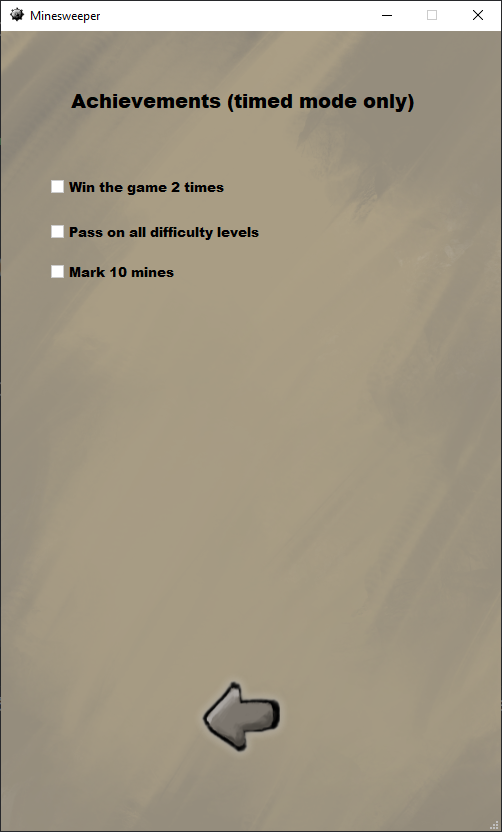 Minesweeper
Achievements (timed mode only)
Win the game 2 times
Pass on all difficulty levels
Mark 10 mines